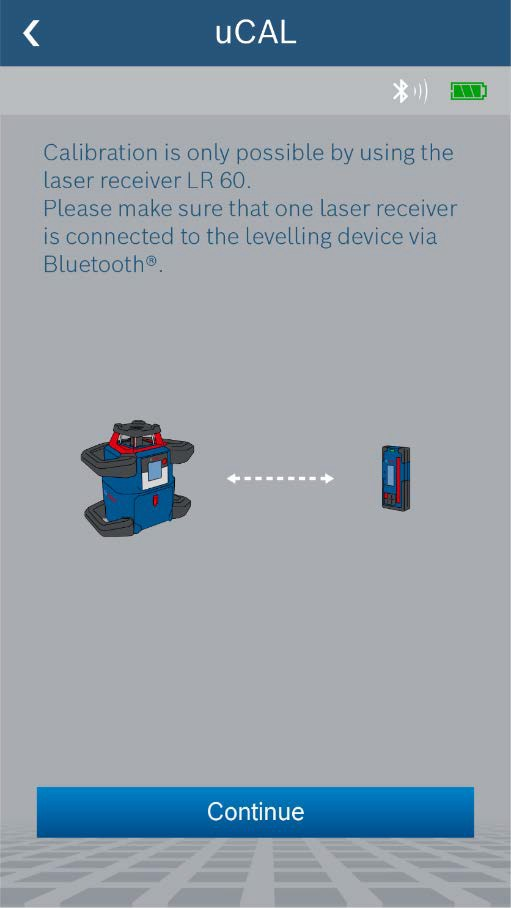 uCAL
Calibration is only possible by using the
laser receiver LR 60.
Please make sure that one laser receiver
is connected to the levelling device via
Bluetooth®.
Continue